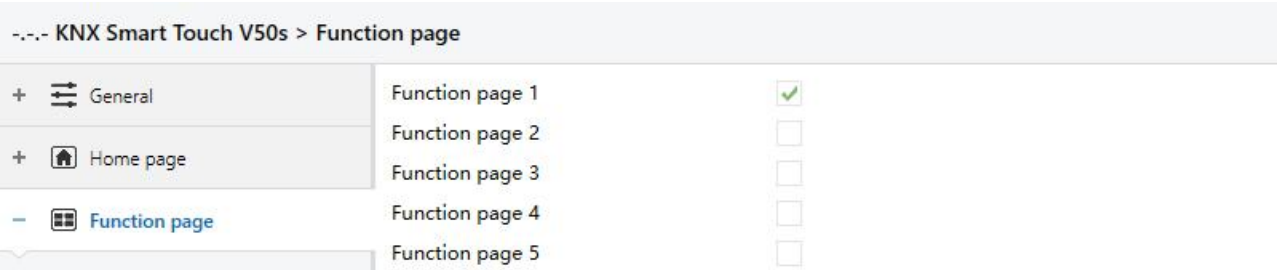 -.-.- KNX Smart Touch V50s > Function page
+ General
+ Home page
− Function page
Function page 1
Function page 2
Function page 3
Function page 4
Function page 5